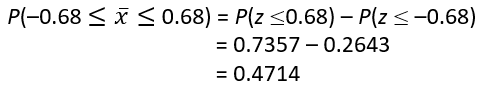 P(−0.68 ≤ x̄ ≤ 0.68) = P(z ≤0.68) − P(z ≤ −0.68)
= 0.7357 − 0.2643
= 0.4714